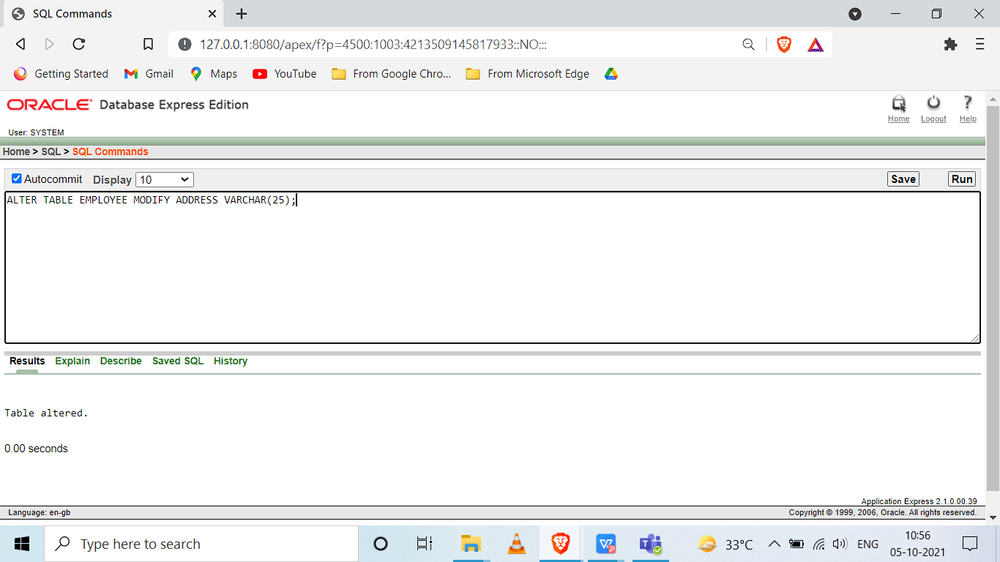 SQL Commands
127.0.0.1:8080/apex/f?p=4500:1003:4213509145817933::NO:::
Getting Started Gmail Maps YouTube From Google Chro... From Microsoft Edge
ORACLE Database Express Edition
Home Logout Help
User: SYSTEM
Home > SQL > SQL Commands
Autocommit Display 10 Save Run
ALTER TABLE EMPLOYEE MODIFY ADDRESS VARCHAR(25);
Results Explain Describe Saved SQL History
Table altered.
0.00 seconds
Application Express 2.1.0.00.39
Language: en-gb Copyright © 1999, 2006, Oracle. All rights reserved.
Type here to search 33°C ENG 10:56
05-10-2021